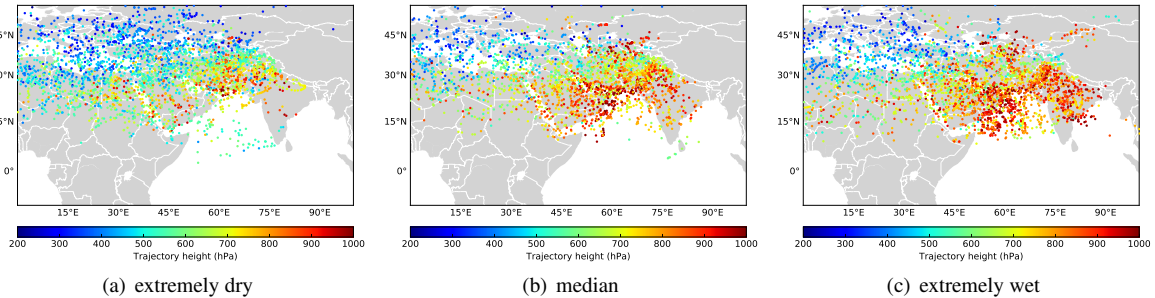 45°N
30°N
15°N
0°
15°E 30°E 45°E 60°E 75°E 90°E
200 300 400 500 600 700 800 900 1000
Trajectory height (hPa)
(a) extremely dry
45°N
30°N
15°N
0°
15°E 30°E 45°E 60°E 75°E 90°E
200 300 400 500 600 700 800 900 1000
Trajectory height (hPa)
(b) median
45°N
30°N
15°N
0°
15°E 30°E 45°E 60°E 75°E 90°E
200 300 400 500 600 700 800 900 1000
Trajectory height (hPa)
(c) extremely wet